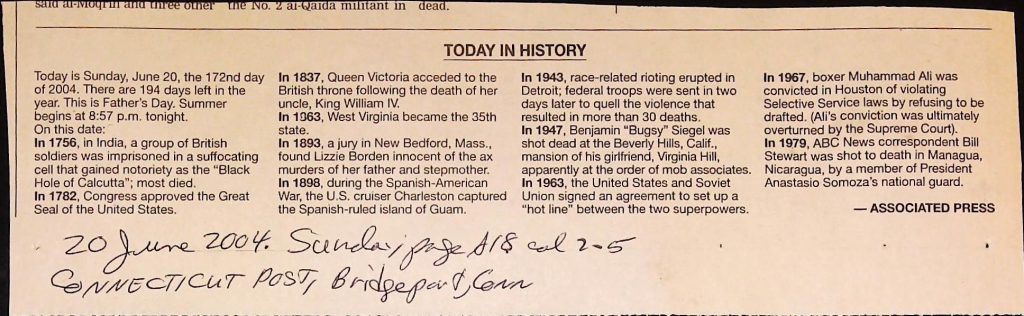 said al-Moqrin and three other the No. 2 al-Qaida militant in dead.
TODAY IN HISTORY
Today is Sunday, June 20, the 172nd day
of 2004. There are 194 days left in the
year. This is Father's Day. Summer
begins at 8:57 p.m. tonight.
On this date:
In 1756, in India, a group of British
soldiers was imprisoned in a suffocating
cell that gained notoriety as the "Black
Hole of Calcutta"; most died.
In 1782, Congress approved the Great
Seal of the United States.
In 1837, Queen Victoria acceded to the
British throne following the death of her
uncle, King William IV.
In 1963, West Virginia became the 35th
state.
In 1893, a jury in New Bedford, Mass.,
found Lizzie Borden innocent of the ax
murders of her father and stepmother.
In 1898, during the Spanish-American
War, the U.S. cruiser Charleston captured
the Spanish-ruled island of Guam.
In 1943, race-related rioting erupted in
Detroit; federal troops were sent in two
days later to quell the violence that
resulted in more than 30 deaths.
In 1947, Benjamin "Bugsy" Siegel was
shot dead at the Beverly Hills, Calif.,
mansion of his girlfriend, Virginia Hill,
apparently at the order of mob associates.
In 1963, the United States and Soviet
Union signed an agreement to set up a
"hot line" between the two superpowers.
In 1967, boxer Muhammad Ali was
convicted in Houston of violating
Selective Service laws by refusing to be
drafted. (Ali's conviction was ultimately
overturned by the Supreme Court).
In 1979, ABC News correspondent Bill
Stewart was shot to death in Managua,
Nicaragua, by a member of President
Anastasio Somoza's national guard.
— ASSOCIATED PRESS
20 June 2004. Sunday, page A18 col 2-5
CONNECTICUT POST, Bridgeport, Conn